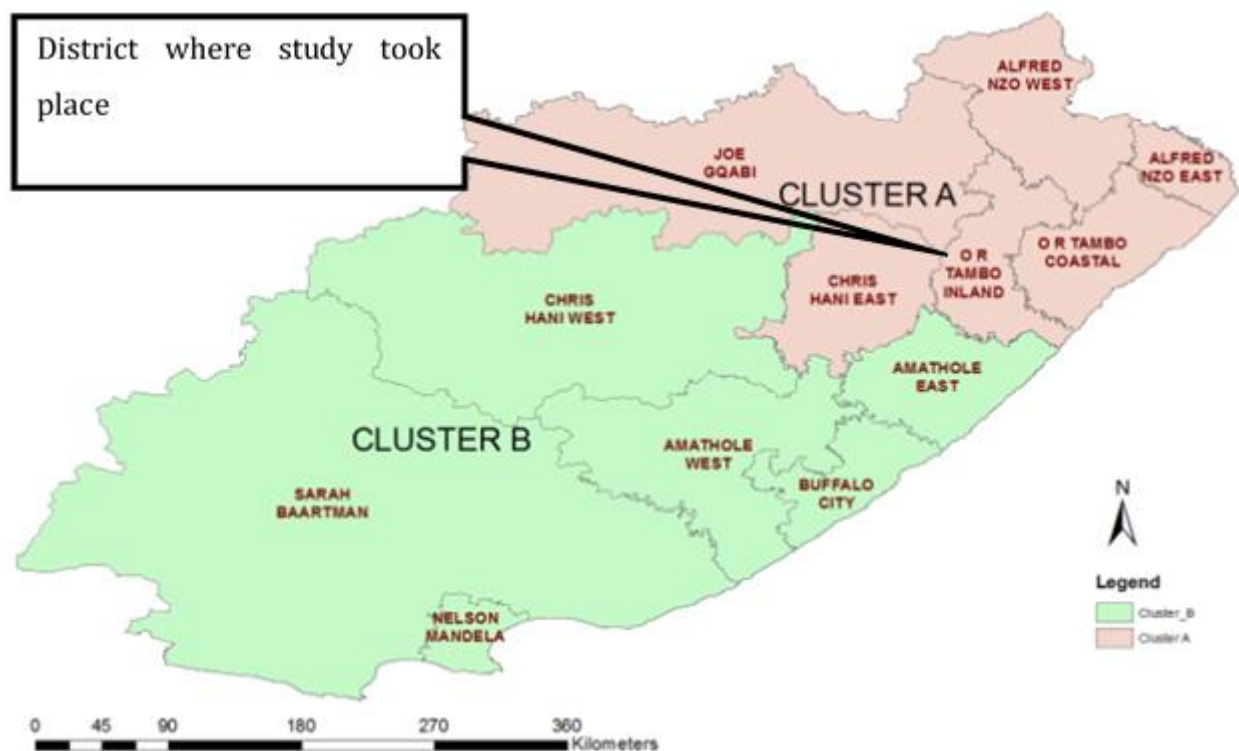 District where study took
place
ALFRED
NZO WEST
JOE
GQABI
ALFRED
NZO EAST
CLUSTER A
O R TAMBO
COASTAL
O R
TAMBO
INLAND
CHRIS
HANI EAST
CHRIS
HANI WEST
AMATHOLE
EAST
CLUSTER B
AMATHOLE
WEST
BUFFALO
CITY
SARAH
BAARTMAN
NELSON
MANDELA
N
Legend
Cluster_B
Cluster A
0 45 90 180 270 360
Kilometers